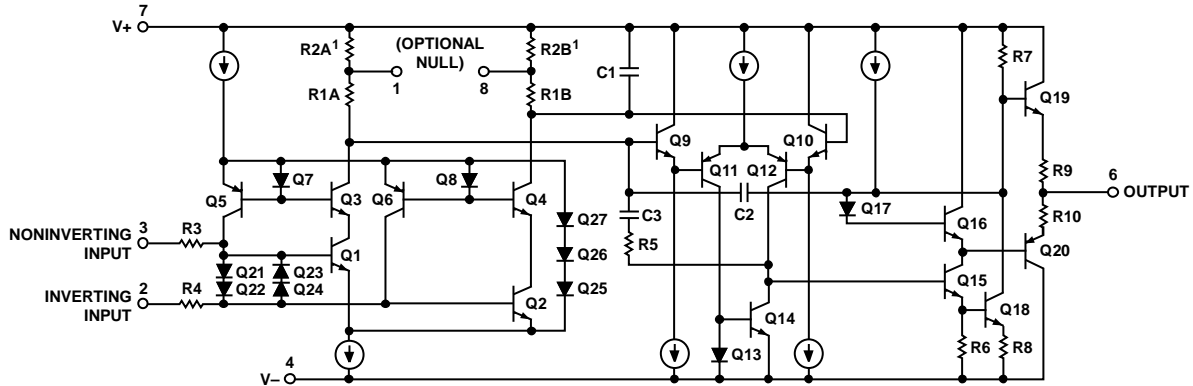 7
V+
R2A1
(OPTIONAL
NULL)
R2B1
1
8
R1A
R1B
C1
R7
Q19
Q9
Q10
Q11
Q12
Q7
Q8
Q5
Q3
Q6
Q4
R9
6
OUTPUT
R10
C2
Q17
Q16
Q20
C3
R5
Q27
Q26
Q25
NONINVERTING
INPUT
3
R3
Q1
Q21
Q23
Q22
Q24
INVERTING
INPUT
2
R4
Q2
Q15
Q18
Q14
Q13
R6
R8
4
V–